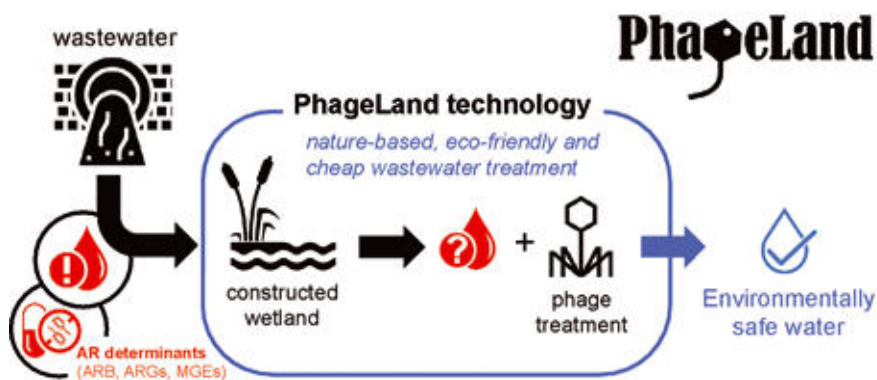 wastewater
PhageLand
PhageLand technology
nature-based, eco-friendly and
cheap wastewater treatment
!
?
+
constructed
wetland
phage
treatment
Environmentally
safe water
AR determinants
(ARB, ARGs, MGEs)